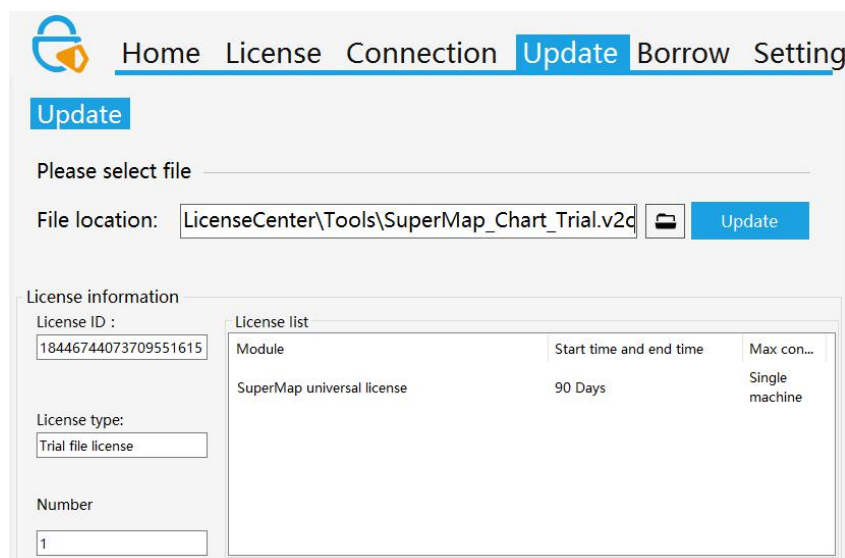 Home License Connection Update Borrow Setting
Update
Please select file
File location: LicenseCenter\Tools\SuperMap_Chart_Trial.v2c Update
License information
License ID :
18446744073709551615
License type:
Trial file license
Number
1
License list
Module Start time and end time Max con...
SuperMap universal license 90 Days Single machine